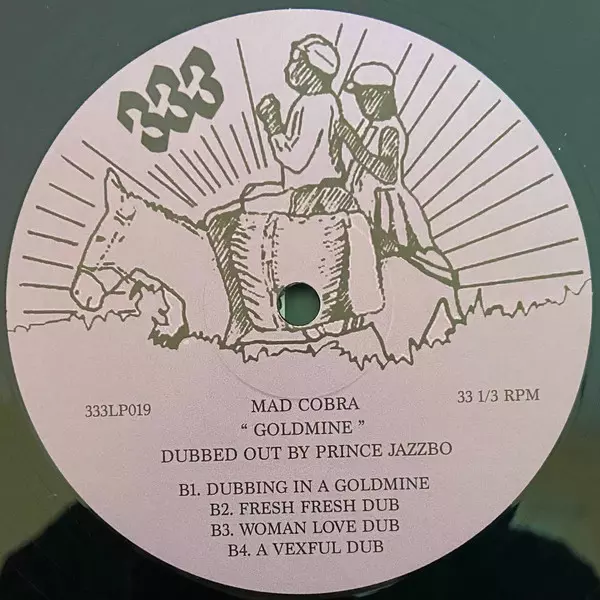 333
333LP019
MAD COBRA
33 1/3 RPM
“ GOLDMINE ”
DUBBED OUT BY PRINCE JAZZBO
B1. DUBBING IN A GOLDMINE
B2. FRESH FRESH DUB
B3. WOMAN LOVE DUB
B4. A VEXFUL DUB